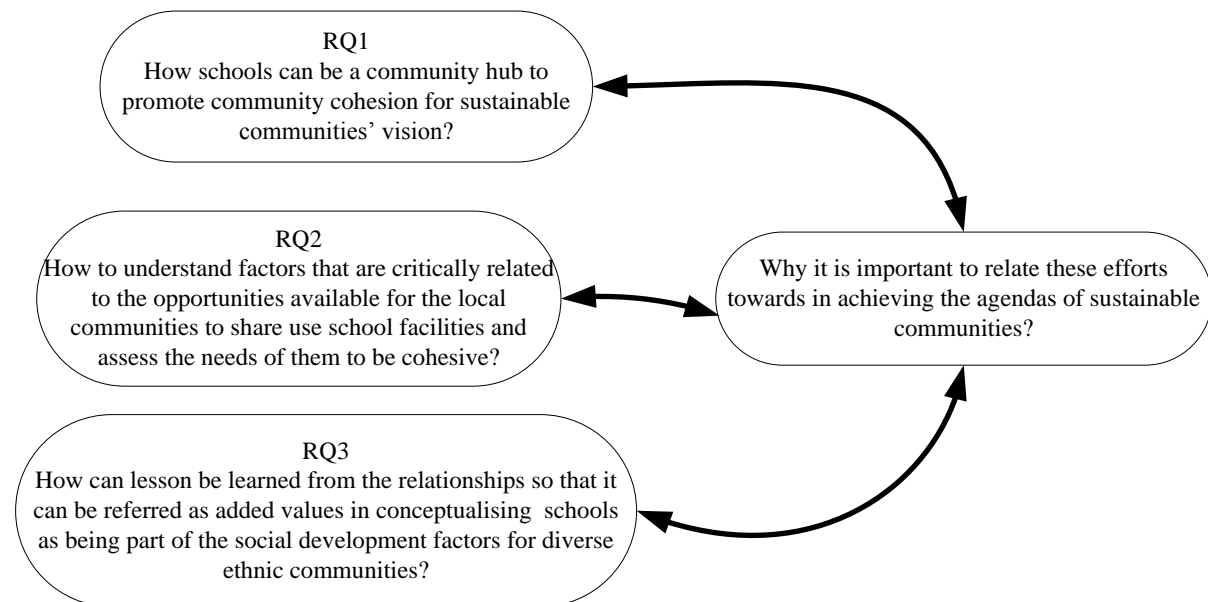 RQ1
How schools can be a community hub to
promote community cohesion for sustainable
communities’ vision?
RQ2
How to understand factors that are critically related
to the opportunities available for the local
communities to share use school facilities and
assess the needs of them to be cohesive?
RQ3
How can lesson be learned from the relationships so that it
can be referred as added values in conceptualising schools
as being part of the social development factors for diverse
ethnic communities?
Why it is important to relate these efforts
towards in achieving the agendas of sustainable
communities?